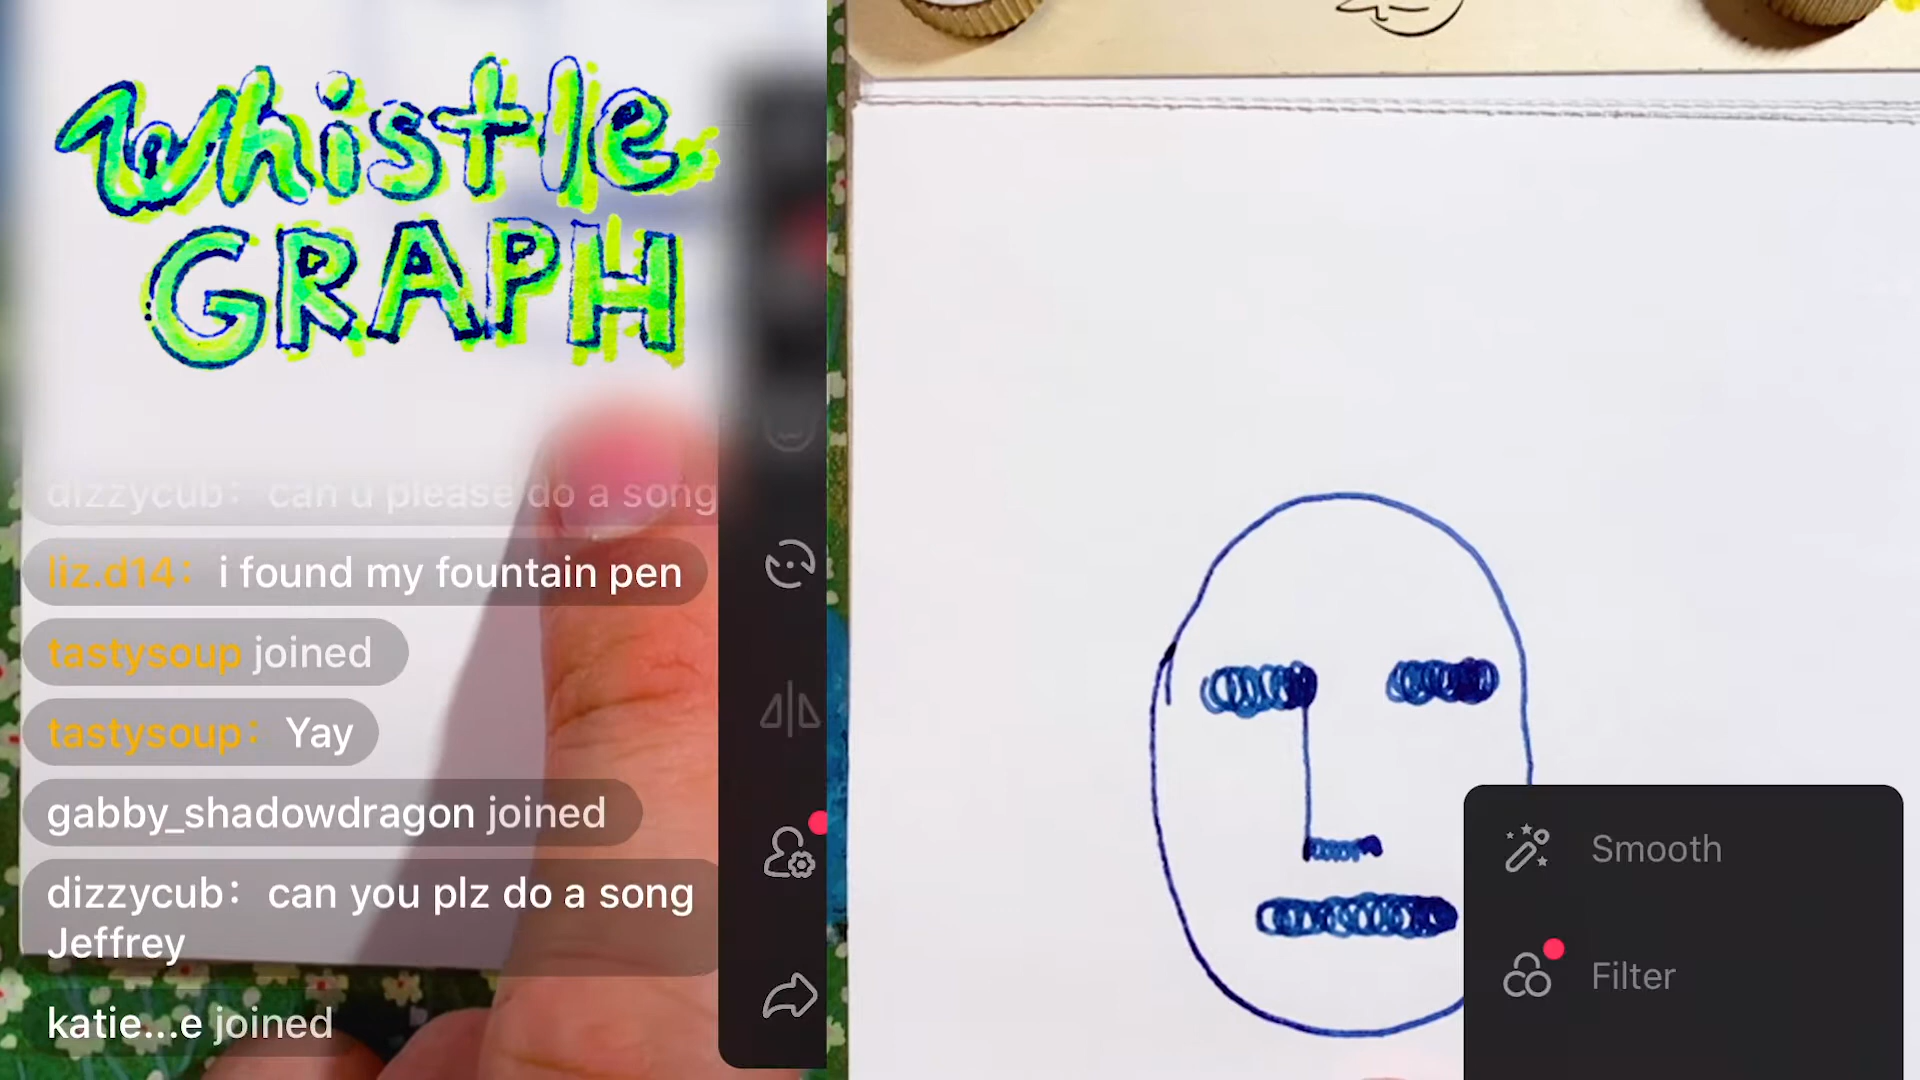 Whistle
GRAPH
dizzycub: can u please do a song
liz.d14: i found my fountain pen
tastysoup joined
tastysoup: Yay
gabby_shadowdragon joined
dizzycub: can you plz do a song
Jeffrey
katie...e joined
Smooth
Filter